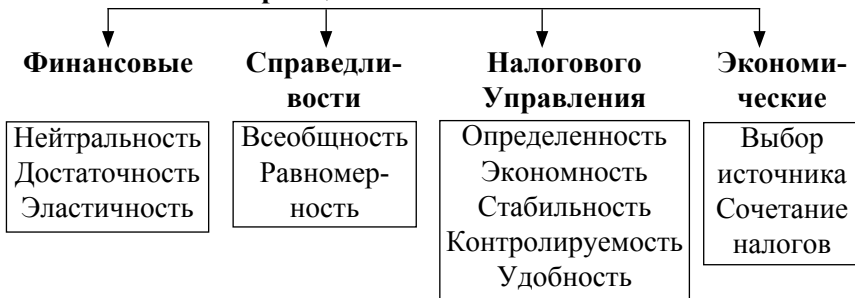 Финансовые
Справедли-
вости
Налогового
Управления
Экономи-
ческие
Нейтральность
Достаточность
Эластичность
Всеобщность
Равномер-
ность
Определенность
Экономность
Стабильность
Контролируемость
Удобность
Выбор
источника
Сочетание
налогов